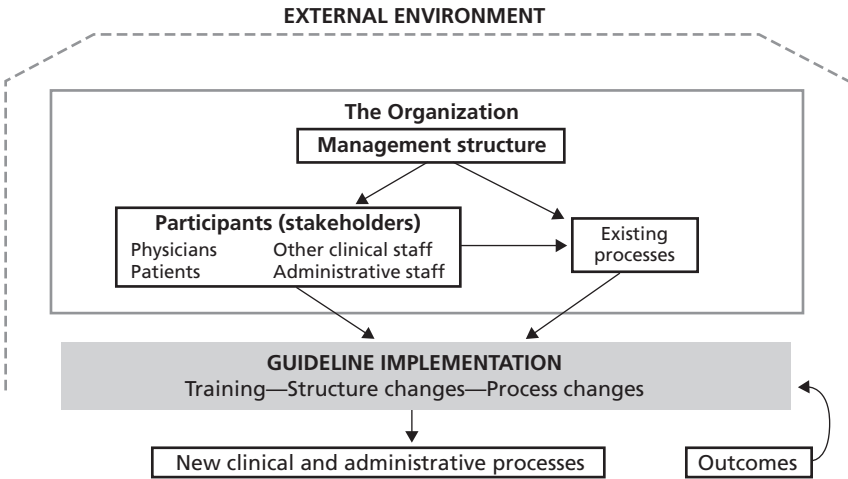 EXTERNAL ENVIRONMENT
The Organization
Management structure
Participants (stakeholders)
Physicians Other clinical staff
Patients Administrative staff
Existing
processes
GUIDELINE IMPLEMENTATION
Training—Structure changes—Process changes
New clinical and administrative processes
Outcomes